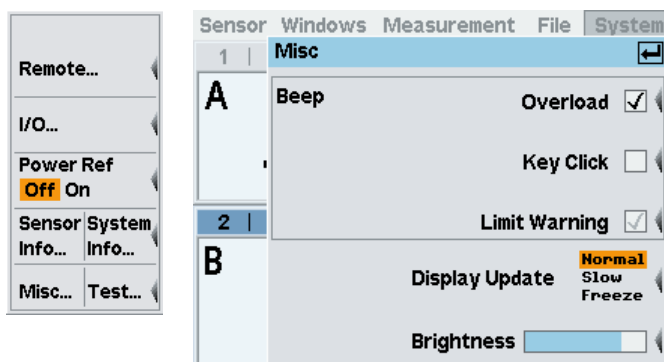 Remote...
I/O...
Power Ref
Off On
Sensor System
Info... Info...
Misc... Test...
Sensor Windows Measurement File System
1
Misc
A
Beep
Overload
Key Click
Limit Warning
2
B
Display Update
Normal
Slow
Freeze
Brightness